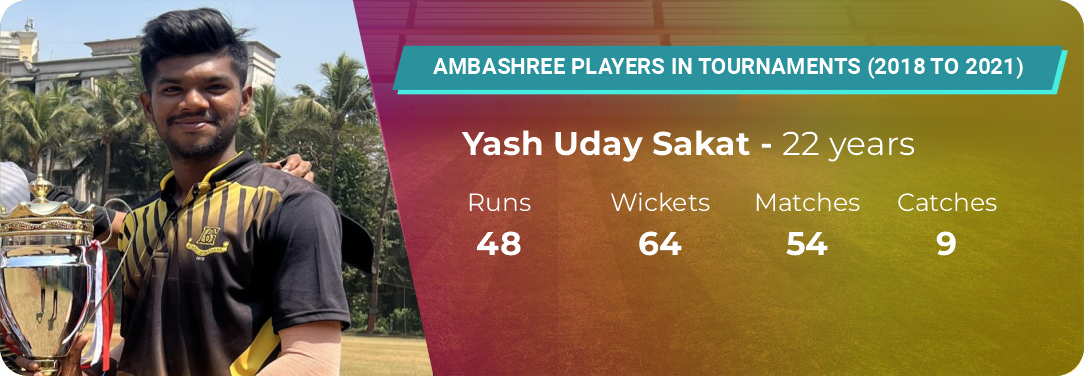 AMBASHREE PLAYERS IN TOURNAMENTS (2018 TO 2021)
Yash Uday Sakat - 22 years
Runs Wickets Matches Catches
48 64 54 9